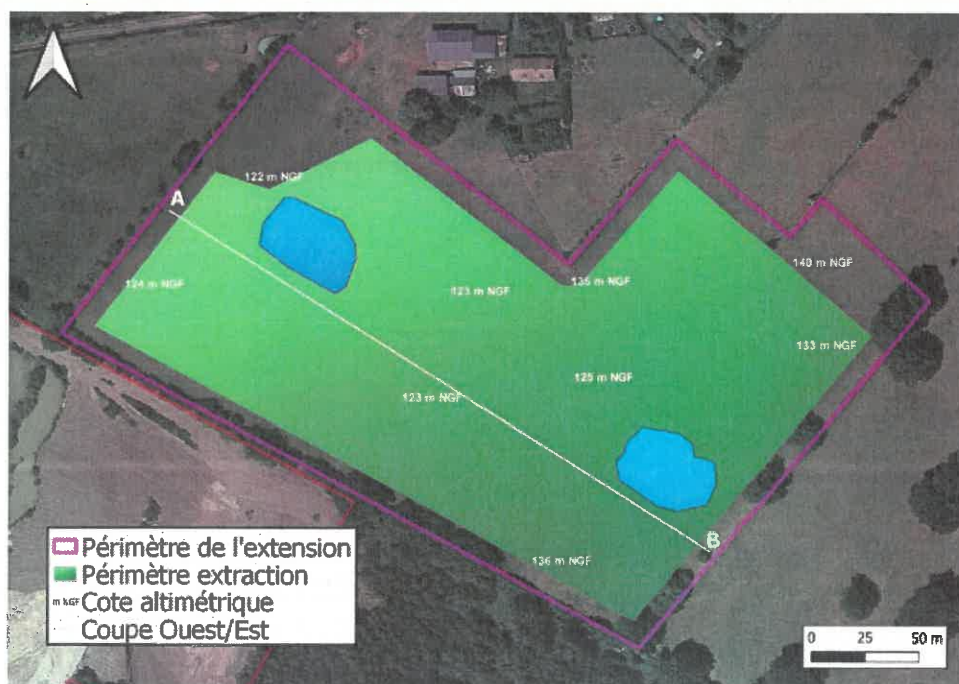 122 m NGF
A
124 m NGF
123 m NGF
135 m NGF
140 m NGF
133 m NGF
125 m NGF
123 m NGF
136 m NGF
B
Périmètre de l'extension
Périmètre extraction
m NGF Cote altimétrique
Coupe Ouest/Est
0 25 50 m